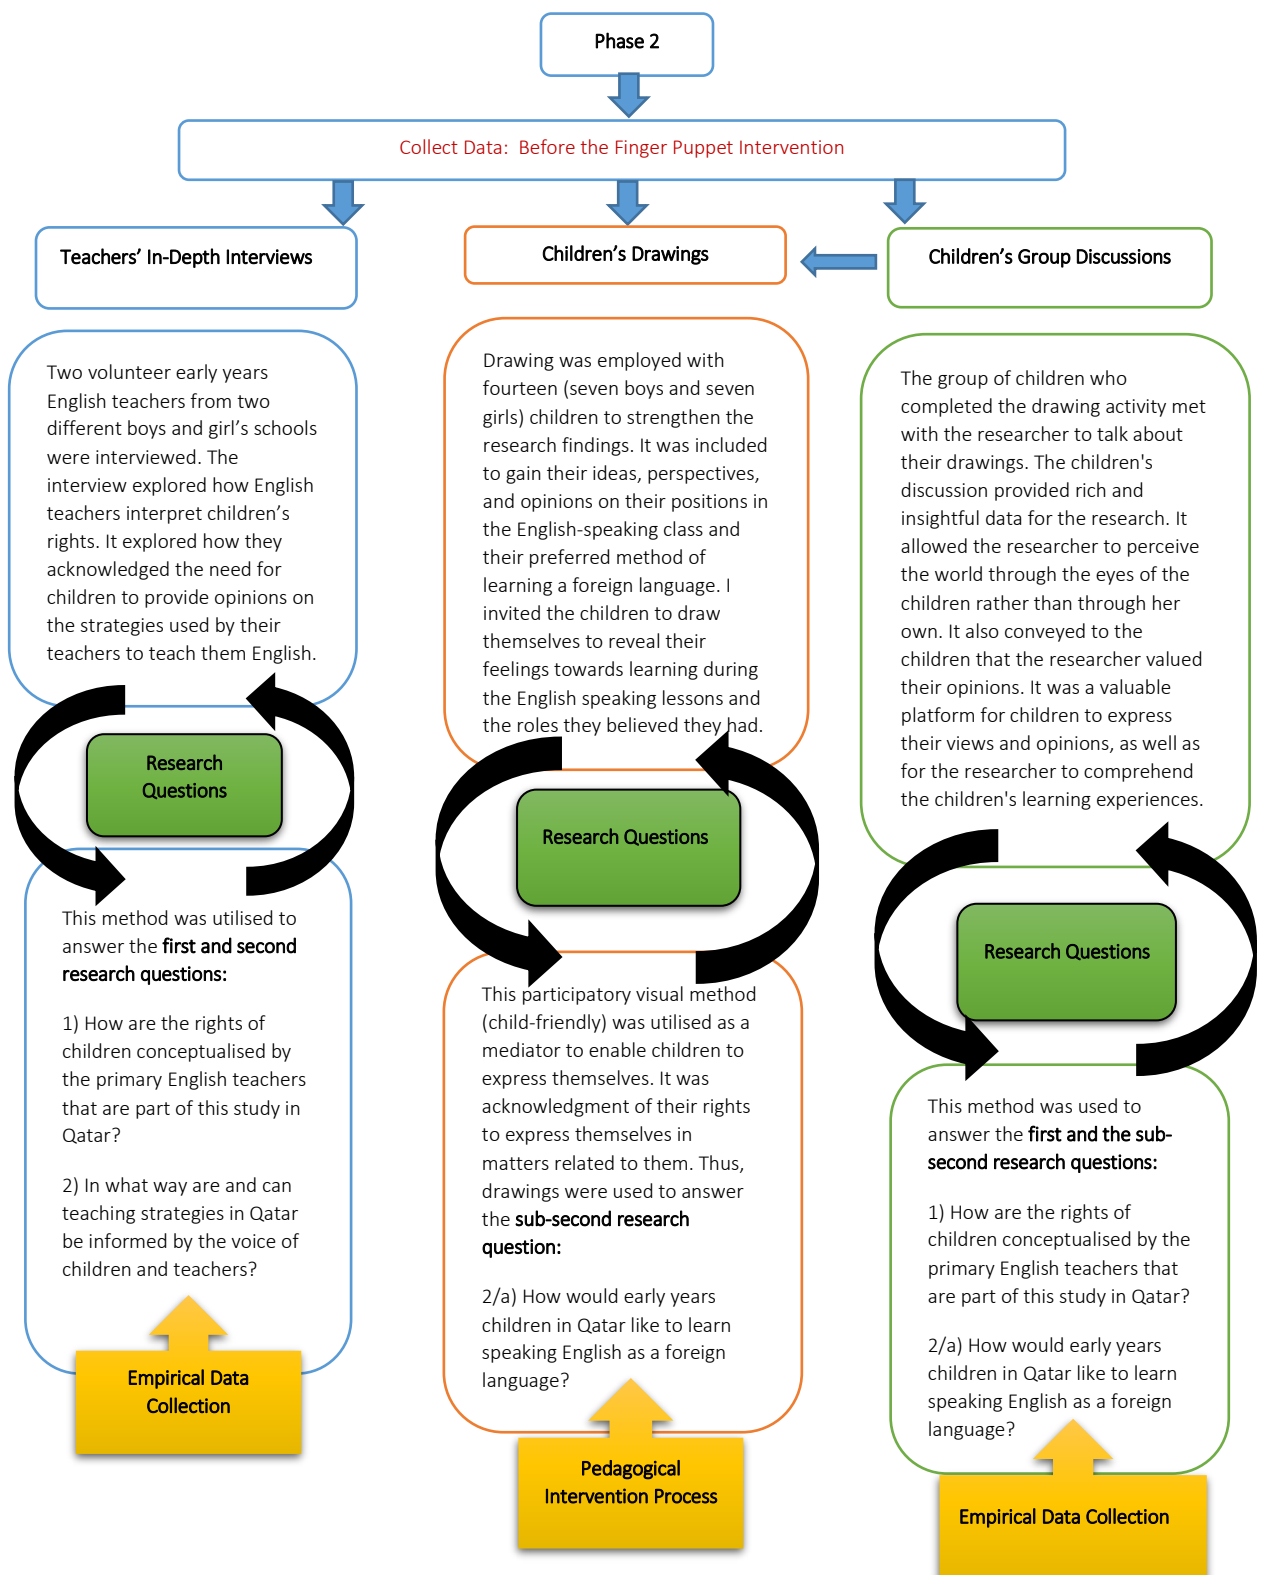 Phase 2
Collect Data:  Before the Finger Puppet Intervention
Teachers’ In-Depth Interviews
Children’s Drawings
Children’s Group Discussions
Two volunteer early years
English teachers from two
different boys and girl’s schools
were interviewed. The
interview explored how English
teachers interpret children’s
rights. It explored how they
acknowledged the need for
children to provide opinions on
the strategies used by their
teachers to teach them English.
Research
Questions
This method was utilised to
answer the first and second
research questions:
1) How are the rights of
children conceptualised by
the primary English teachers
that are part of this study in
Qatar?
2) In what way are and can
teaching strategies in Qatar
be informed by the voice of
children and teachers?
Empirical Data
Collection
Drawing was employed with
fourteen (seven boys and seven
girls) children to strengthen the
research findings. It was included
to gain their ideas, perspectives,
and opinions on their positions in
the English-speaking class and
their preferred method of
learning a foreign language. I
invited the children to draw
themselves to reveal their
feelings towards learning during
the English speaking lessons and
the roles they believed they had.
Research Questions
This participatory visual method
(child-friendly) was utilised as a
mediator to enable children to
express themselves. It was
acknowledgment of their rights
to express themselves in
matters related to them. Thus,
drawings were used to answer
the sub-second research
question:
2/a) How would early years
children in Qatar like to learn
speaking English as a foreign
language?
Pedagogical
Intervention Process
The group of children who
completed the drawing activity met
with the researcher to talk about
their drawings. The children's
discussion provided rich and
insightful data for the research. It
allowed the researcher to perceive
the world through the eyes of the
children rather than through her
own. It also conveyed to the
children that the researcher valued
their opinions. It was a valuable
platform for children to express
their views and opinions, as well as
for the researcher to comprehend
the children's learning experiences.
Research Questions
This method was used to
answer the first and the sub-
second research questions:
1) How are the rights of
children conceptualised by the
primary English teachers that
are part of this study in Qatar?
2/a) How would early years
children in Qatar like to learn
speaking English as a foreign
language?
Empirical Data Collection